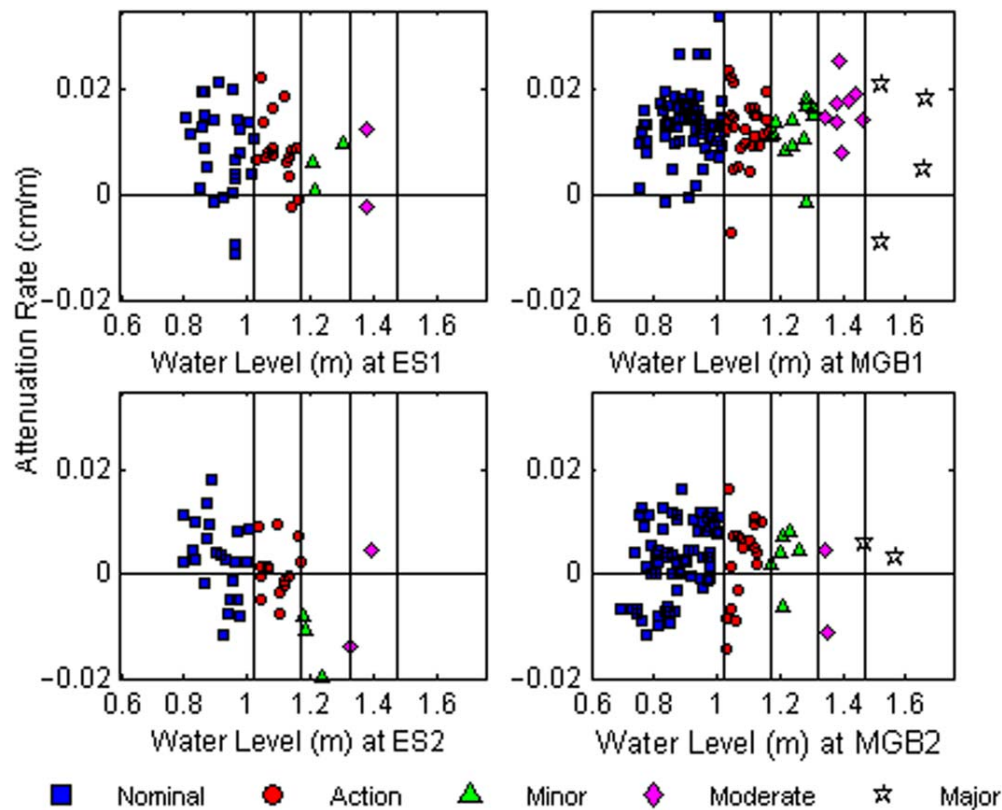 Attenuation Rate (cm/m)
0.02
0
−0.02
0.6 0.8 1 1.2 1.4 1.6
Water Level (m) at ES1
0.02
0
−0.02
0.6 0.8 1 1.2 1.4 1.6
Water Level (m) at MGB1
0.02
0
−0.02
0.6 0.8 1 1.2 1.4 1.6
Water Level (m) at ES2
0.02
0
−0.02
0.6 0.8 1 1.2 1.4 1.6
Water Level (m) at MGB2
Nominal Action Minor Moderate Major